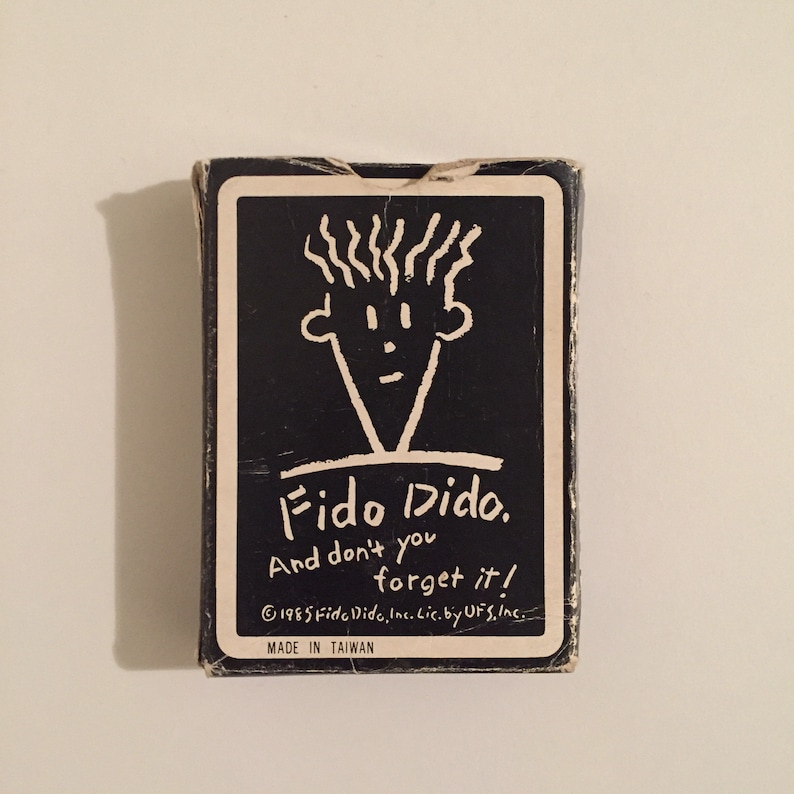 Fido Dido.
And don't you
forget it!
© 1985 Fido Dido, Inc. Lic. by UFS, Inc.
MADE IN TAIWAN